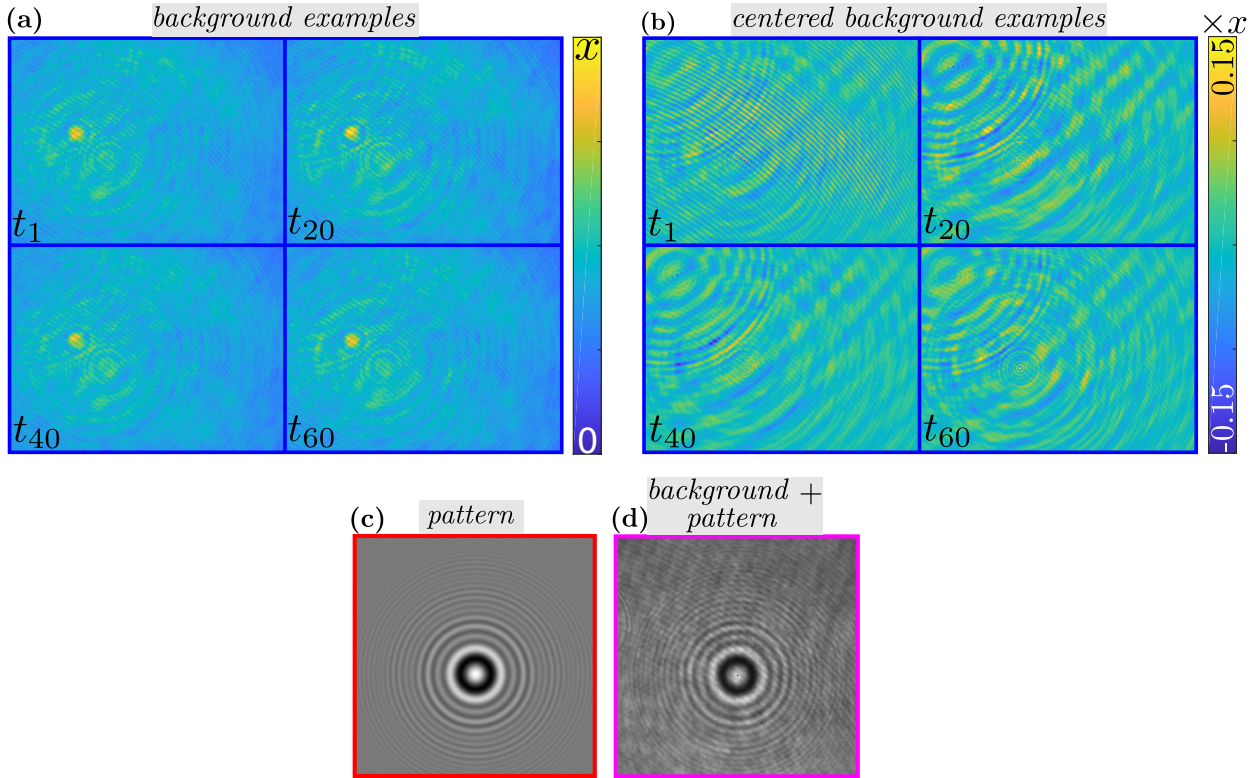 (a) background examples
x
t₁
t₂₀
t₄₀
t₆₀
0
(b) centered background examples
×x
0.15
t₁
t₂₀
t₄₀
t₆₀
-0.15
(c) pattern
(d) background +
pattern